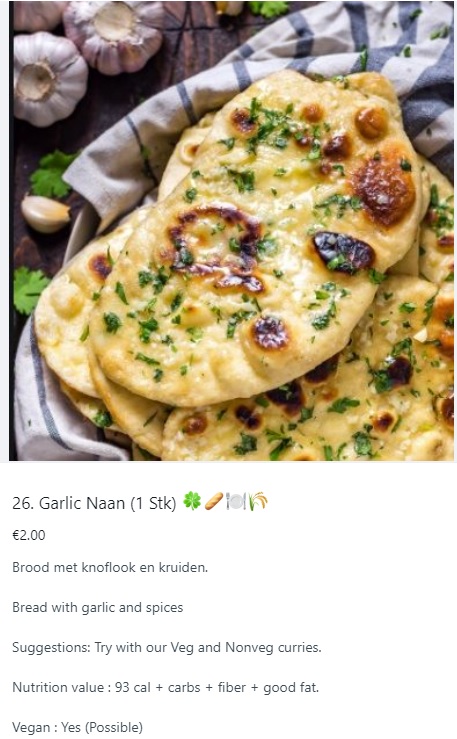 26. Garlic Naan (1 Stk) 🍀🥖🍽️🌾
€2.00
Brood met knoflook en kruiden.
Bread with garlic and spices
Suggestions: Try with our Veg and Nonveg curries.
Nutrition value : 93 cal + carbs + fiber + good fat.
Vegan : Yes (Possible)